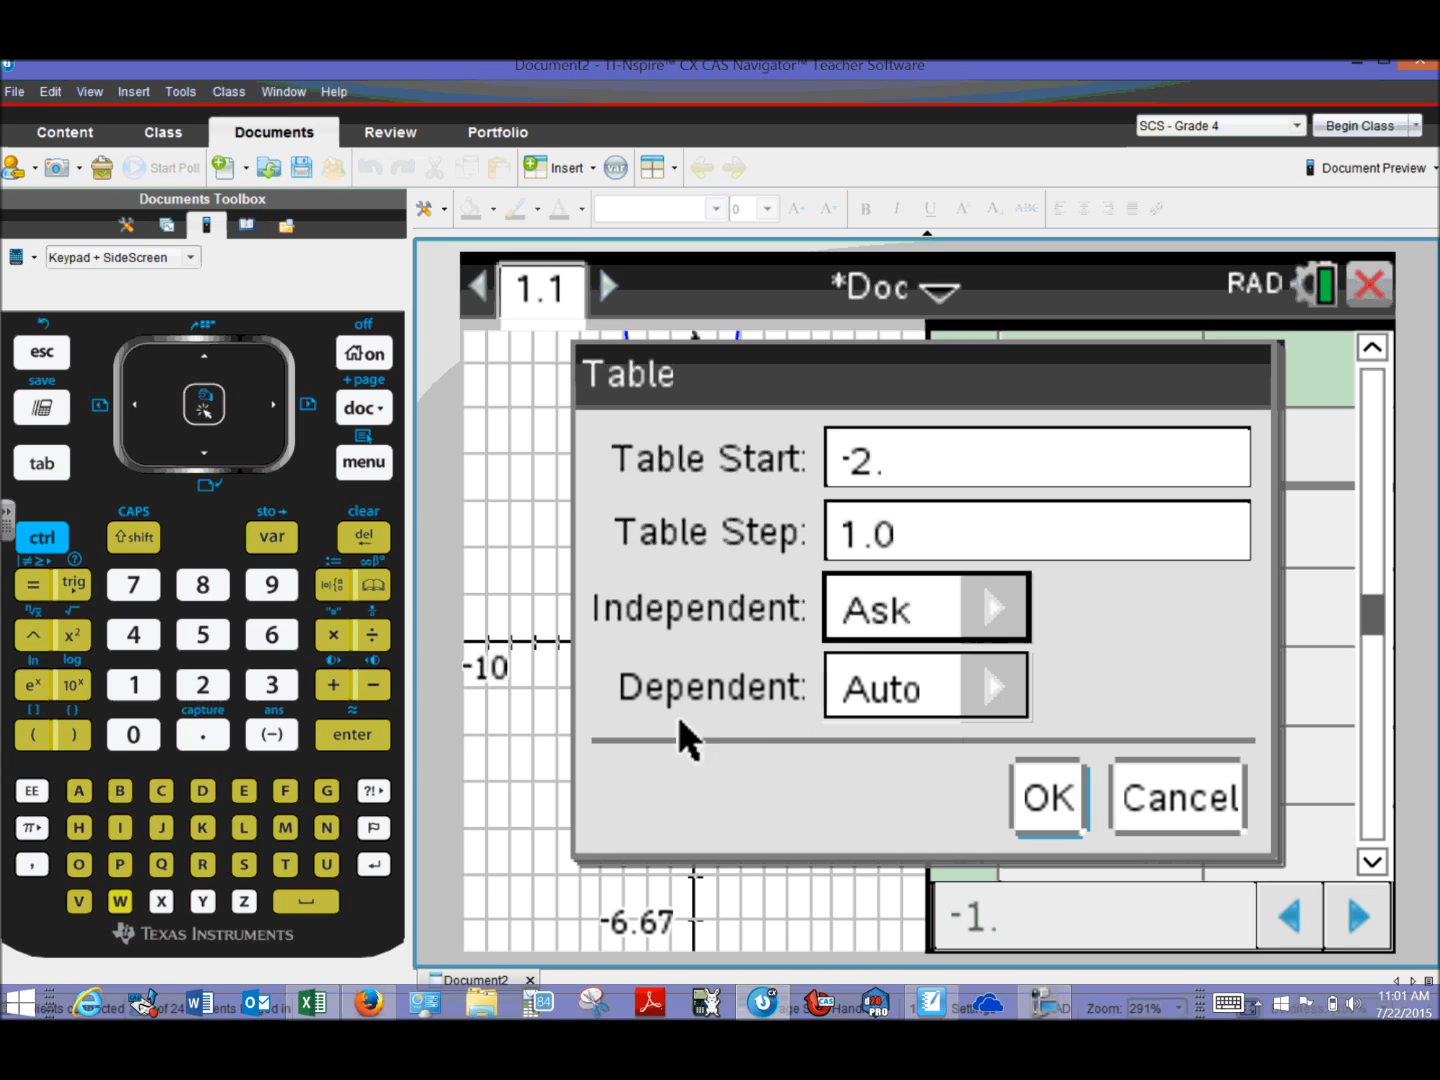 Document2 - TI-Nspire™ CX CAS Navigator™ Teacher Software
File Edit View Insert Tools Class Window Help
Content Class Documents Review Portfolio
SCS - Grade 4 Begin Class
Start Poll Insert Document Preview
Documents Toolbox
0 B I U
Keypad + SideScreen
1.1 *Doc RAD
off
esc on
save + page
doc
tab menu
CAPS sto→ clear
ctrl shift var del
= trig 7 8 9
^ x² 4 5 6 × ÷
ln log
eˣ 10ˣ 1 2 3 + −
[ ] { } capture ans ≈
( ) 0 . (−) enter
EE A B C D E F G ?!
π H I J K L M N
, O P Q R S T U
V W X Y Z
TEXAS INSTRUMENTS
Table
Table Start: -2.
Table Step: 1.0
Independent: Ask
Dependent: Auto
OK Cancel
-10
-6.67
-1.
Document2
11:01 AM
Zoom: 291%
7/22/2015